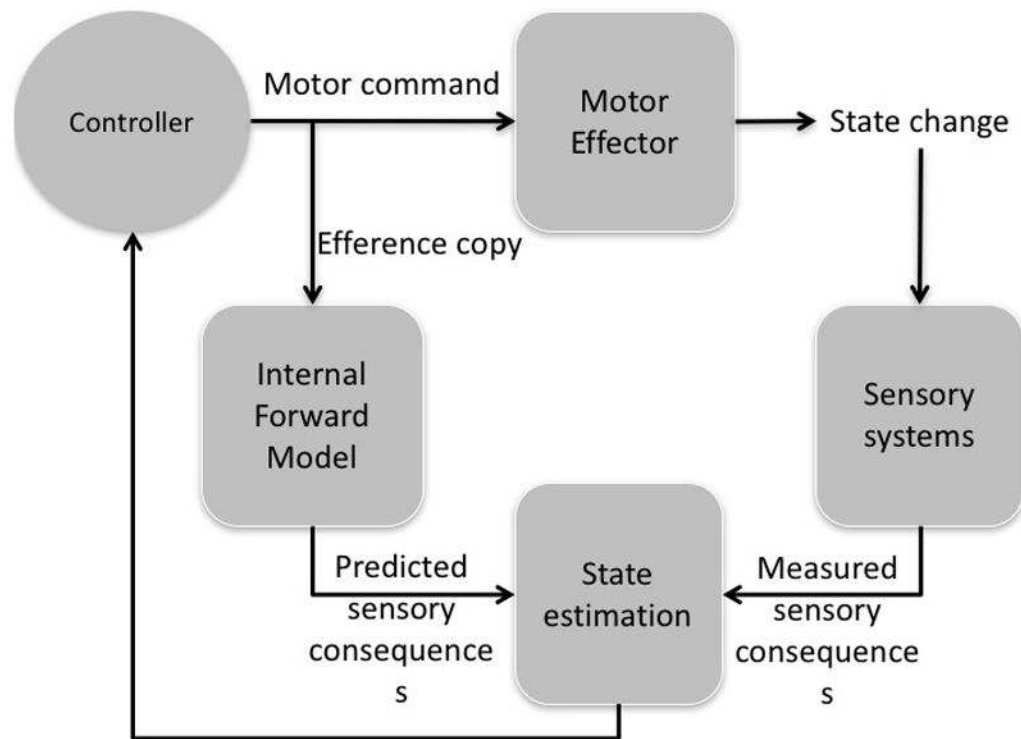 Controller
Motor command
Motor
Effector
State change
Efference copy
Internal
Forward
Model
Sensory
systems
Predicted
sensory
consequence
s
State
estimation
Measured
sensory
consequence
s